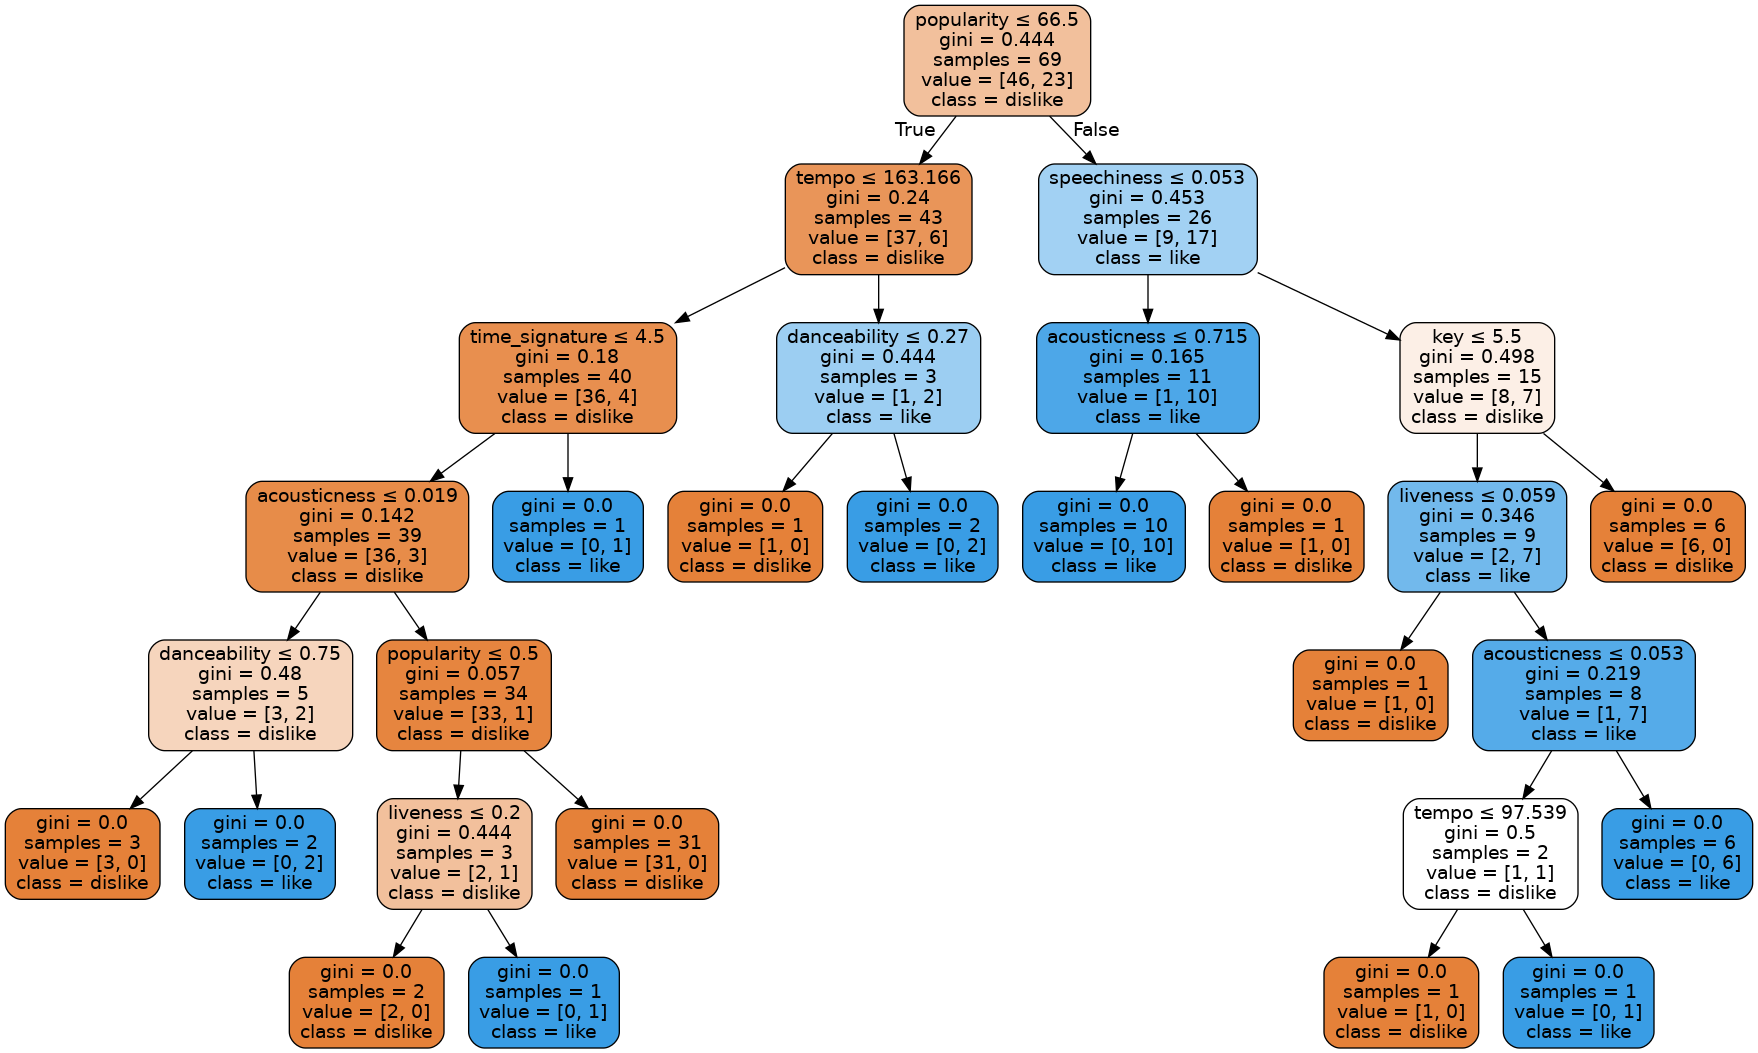 popularity ≤ 66.5
gini = 0.444
samples = 69
value = [46, 23]
class = dislike
True
False
tempo ≤ 163.166
gini = 0.24
samples = 43
value = [37, 6]
class = dislike
speechiness ≤ 0.053
gini = 0.453
samples = 26
value = [9, 17]
class = like
time_signature ≤ 4.5
gini = 0.18
samples = 40
value = [36, 4]
class = dislike
danceability ≤ 0.27
gini = 0.444
samples = 3
value = [1, 2]
class = like
acousticness ≤ 0.715
gini = 0.165
samples = 11
value = [1, 10]
class = like
key ≤ 5.5
gini = 0.498
samples = 15
value = [8, 7]
class = dislike
acousticness ≤ 0.019
gini = 0.142
samples = 39
value = [36, 3]
class = dislike
gini = 0.0
samples = 1
value = [0, 1]
class = like
gini = 0.0
samples = 1
value = [1, 0]
class = dislike
gini = 0.0
samples = 2
value = [0, 2]
class = like
gini = 0.0
samples = 10
value = [0, 10]
class = like
gini = 0.0
samples = 1
value = [1, 0]
class = dislike
liveness ≤ 0.059
gini = 0.346
samples = 9
value = [2, 7]
class = like
gini = 0.0
samples = 6
value = [6, 0]
class = dislike
danceability ≤ 0.75
gini = 0.48
samples = 5
value = [3, 2]
class = dislike
popularity ≤ 0.5
gini = 0.057
samples = 34
value = [33, 1]
class = dislike
gini = 0.0
samples = 1
value = [1, 0]
class = dislike
acousticness ≤ 0.053
gini = 0.219
samples = 8
value = [1, 7]
class = like
gini = 0.0
samples = 3
value = [3, 0]
class = dislike
gini = 0.0
samples = 2
value = [0, 2]
class = like
liveness ≤ 0.2
gini = 0.444
samples = 3
value = [2, 1]
class = dislike
gini = 0.0
samples = 31
value = [31, 0]
class = dislike
tempo ≤ 97.539
gini = 0.5
samples = 2
value = [1, 1]
class = dislike
gini = 0.0
samples = 6
value = [0, 6]
class = like
gini = 0.0
samples = 2
value = [2, 0]
class = dislike
gini = 0.0
samples = 1
value = [0, 1]
class = like
gini = 0.0
samples = 1
value = [1, 0]
class = dislike
gini = 0.0
samples = 1
value = [0, 1]
class = like